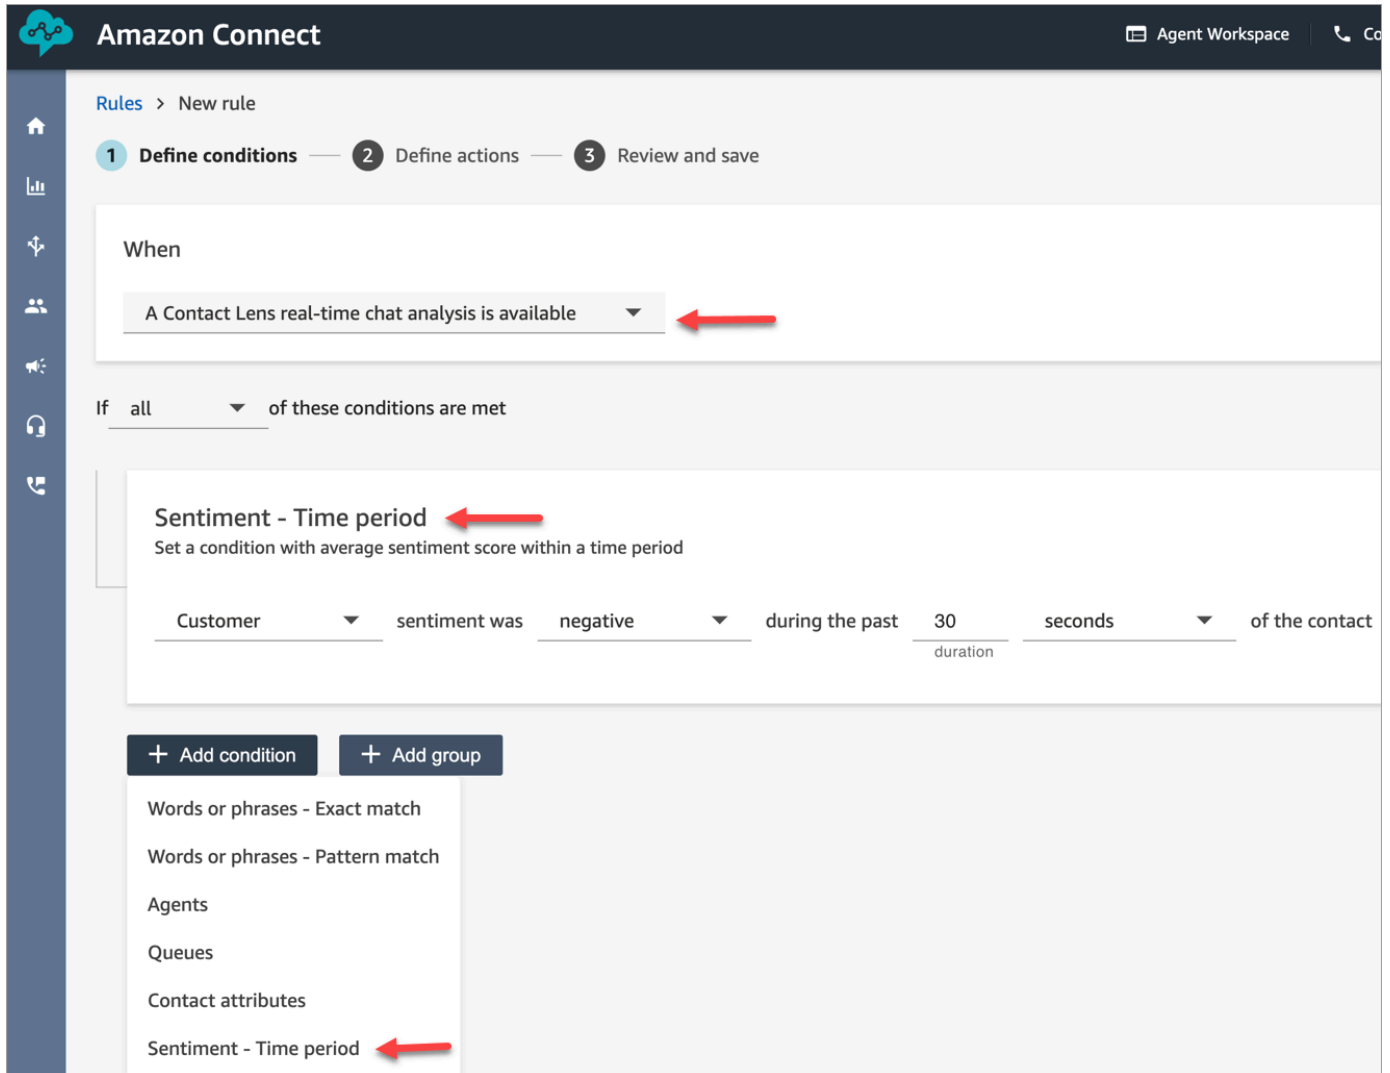 Amazon Connect
Agent Workspace
Co
Rules > New rule
1 Define conditions 2 Define actions 3 Review and save
When
A Contact Lens real-time chat analysis is available
If all of these conditions are met
Sentiment - Time period
Set a condition with average sentiment score within a time period
Customer sentiment was negative during the past 30 seconds of the contact
duration
+ Add condition + Add group
Words or phrases - Exact match
Words or phrases - Pattern match
Agents
Queues
Contact attributes
Sentiment - Time period